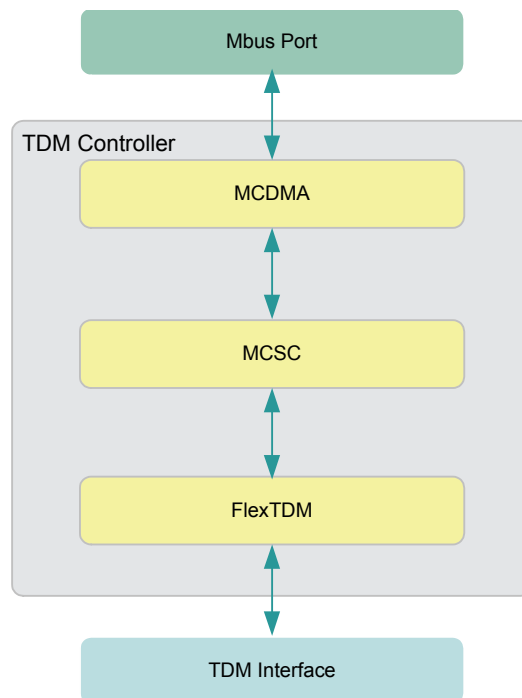 Mbus Port
TDM Controller
MCDMA
MCSC
FlexTDM
TDM Interface